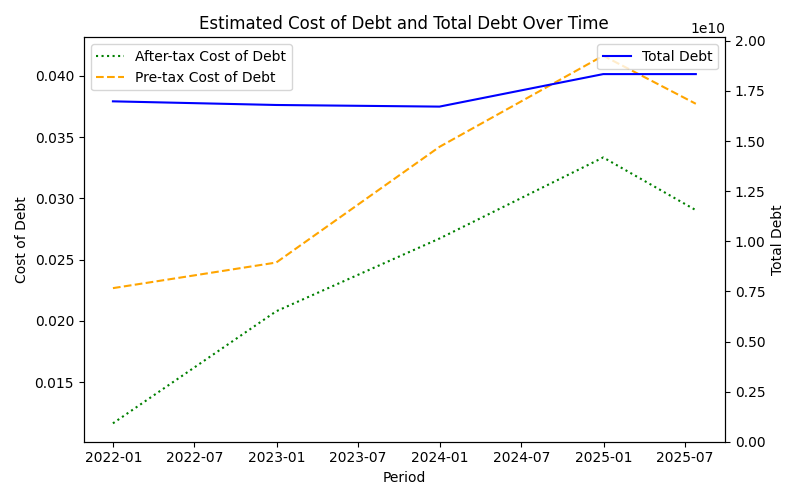 Estimated Cost of Debt and Total Debt Over Time
1e10
After-tax Cost of Debt
Pre-tax Cost of Debt
Total Debt
0.040
0.035
0.030
0.025
0.020
0.015
Cost of Debt
2.00
1.75
1.50
1.25
1.00
0.75
0.50
0.25
0.00
Total Debt
2022-01 2022-07 2023-01 2023-07 2024-01 2024-07 2025-01 2025-07
Period